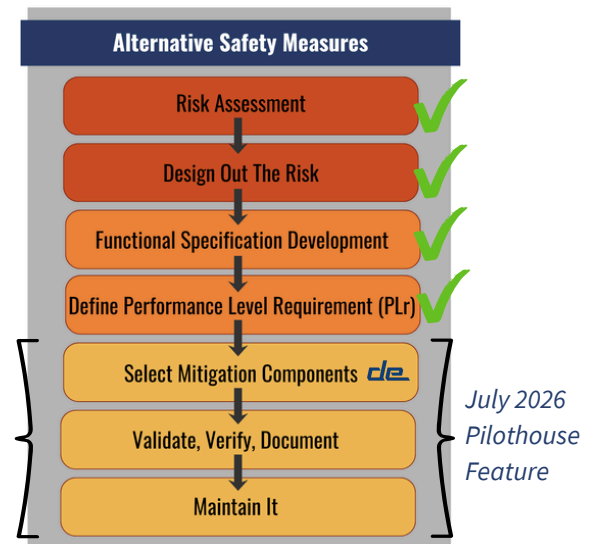 Alternative Safety Measures
Risk Assessment
Design Out The Risk
Functional Specification Development
Define Performance Level Requirement (PLr)
Select Mitigation Components de
Validate, Verify, Document
Maintain It
July 2026
Pilothouse
Feature